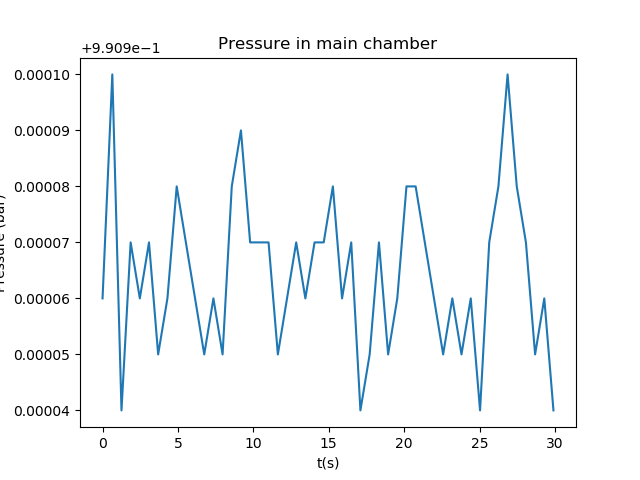 Pressure in main chamber
+9.909e−1
0.00010
0.00009
0.00008
0.00007
0.00006
0.00005
0.00004
Pressure (bar)
0 5 10 15 20 25 30
t(s)